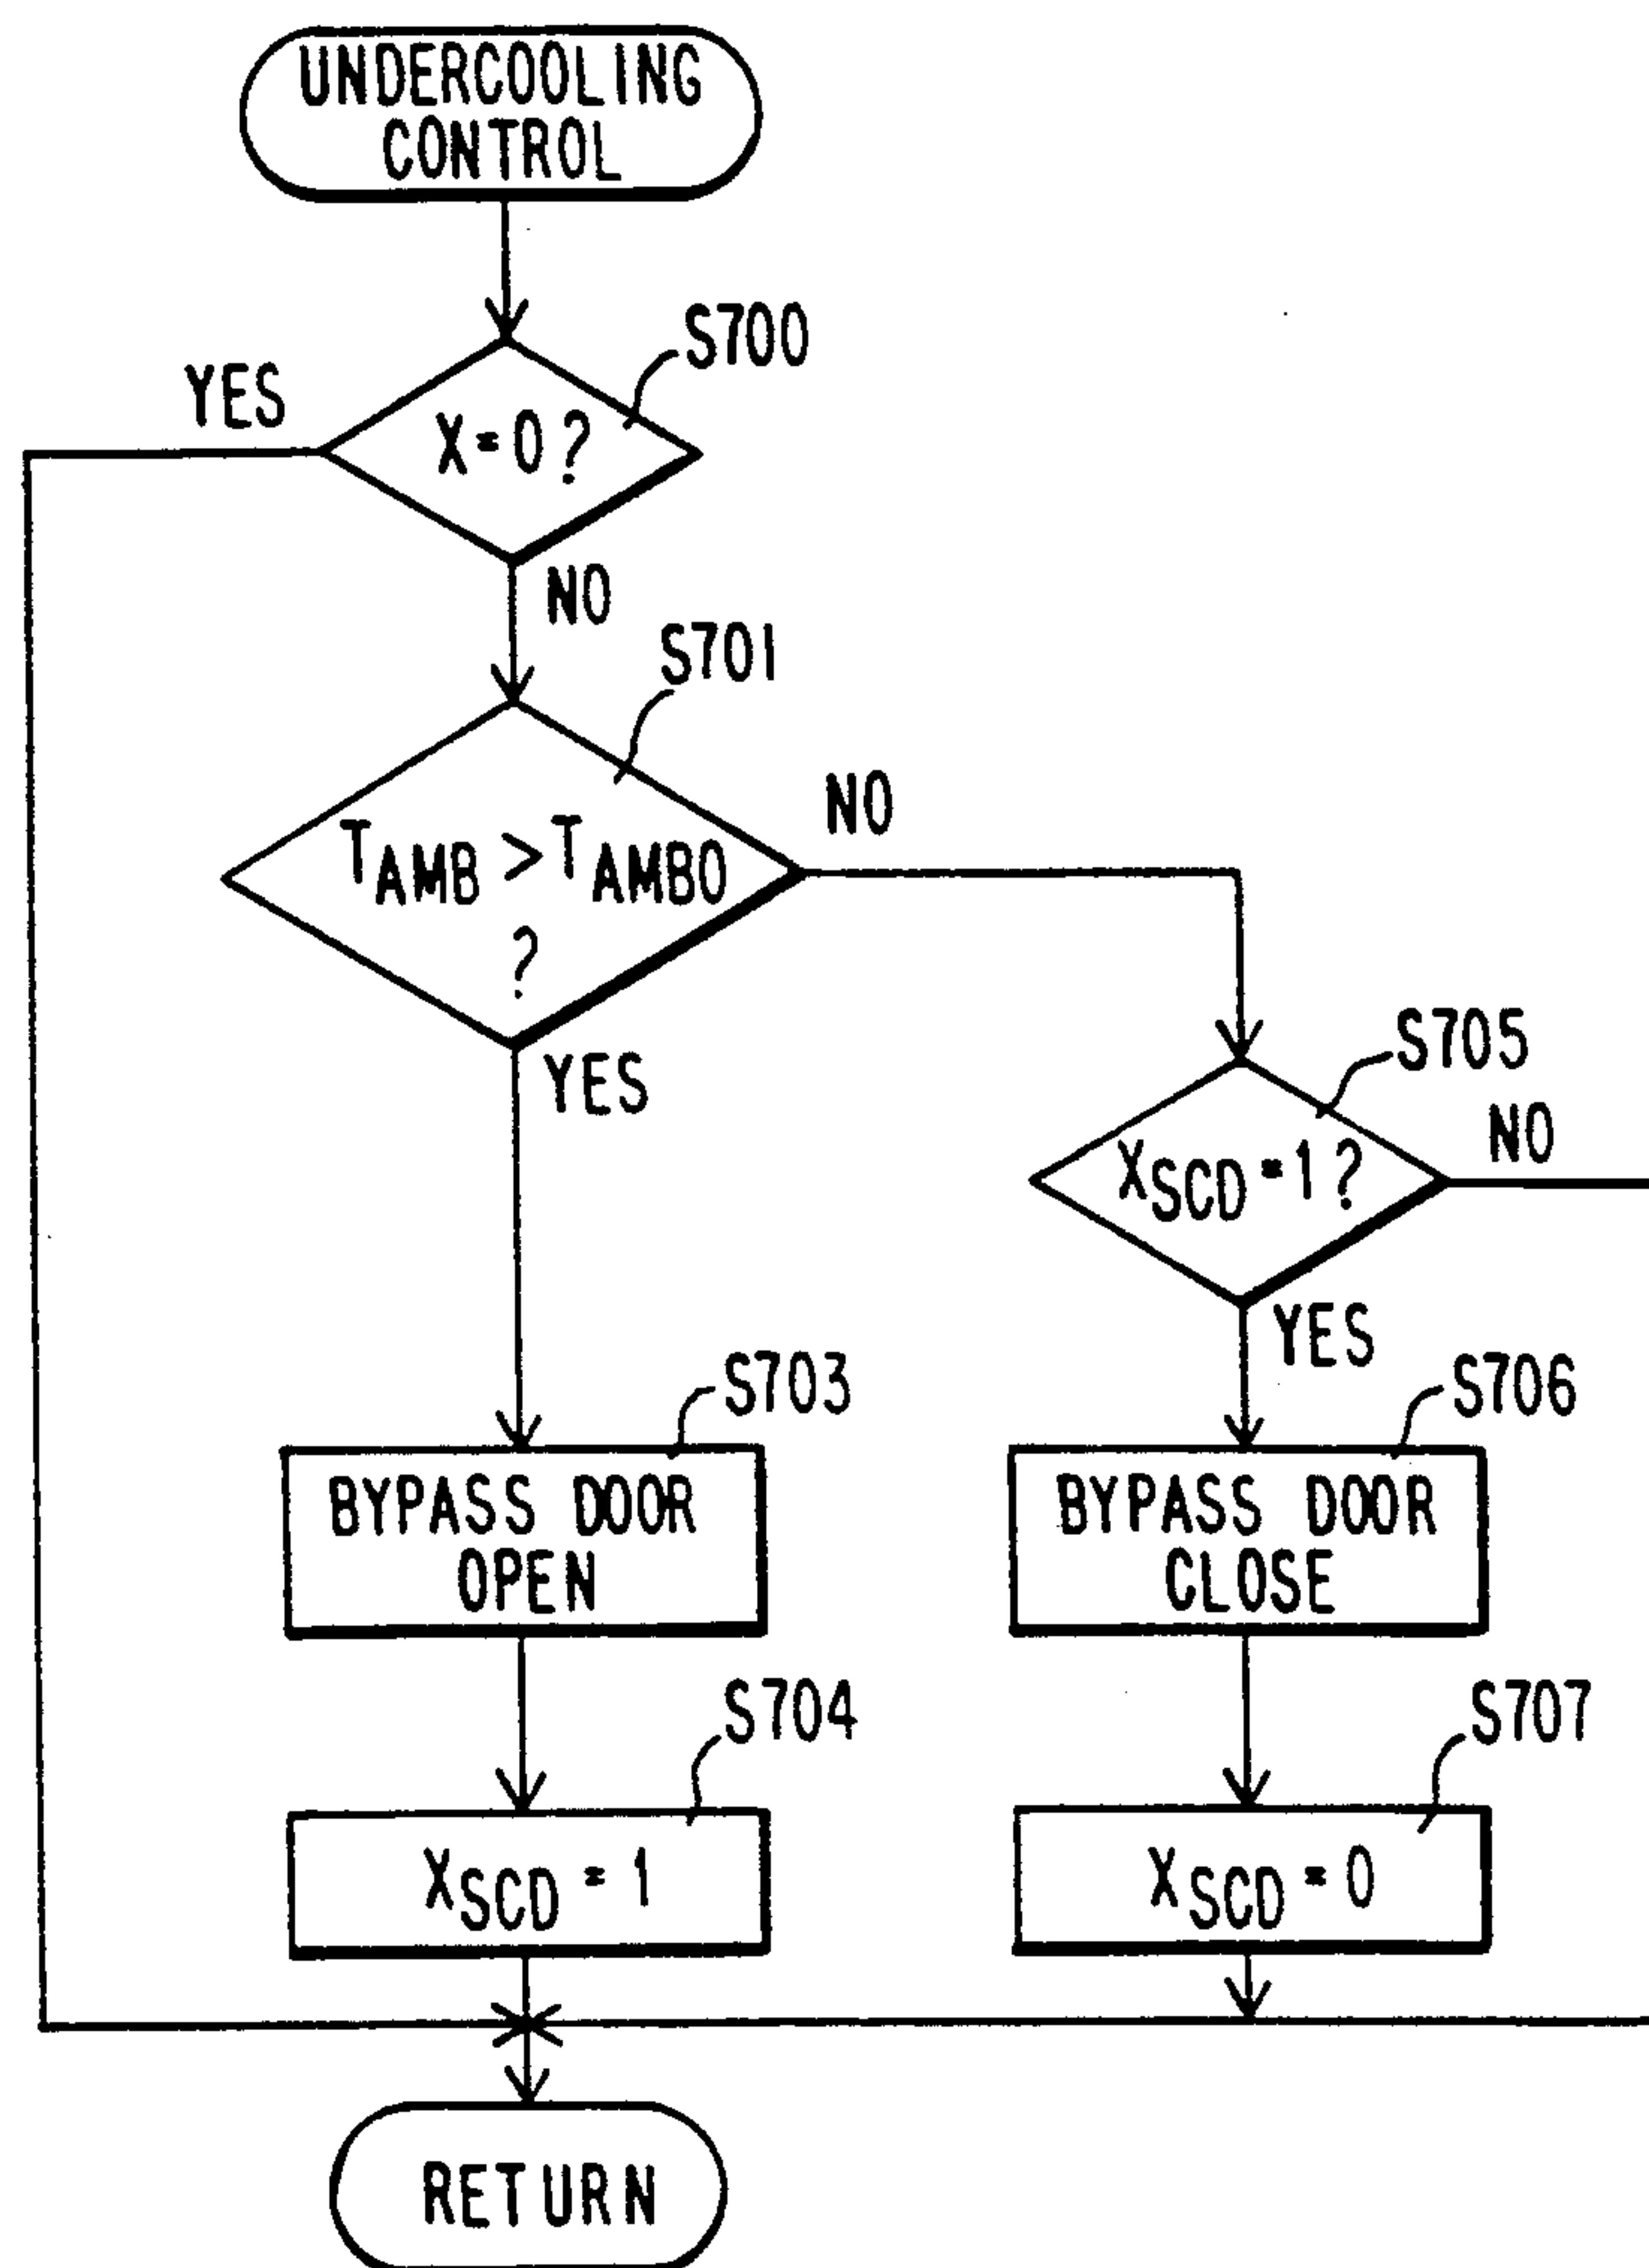 UNDERCOOLING
CONTROL
S700
YES
X=0?
NO
S701
NO
TAMB > TAMBO
?
YES
S705
NO
XSCD = 1?
YES
S703
S706
BYPASS DOOR
OPEN
BYPASS DOOR
CLOSE
S704
S707
XSCD = 1
XSCD = 0
RETURN